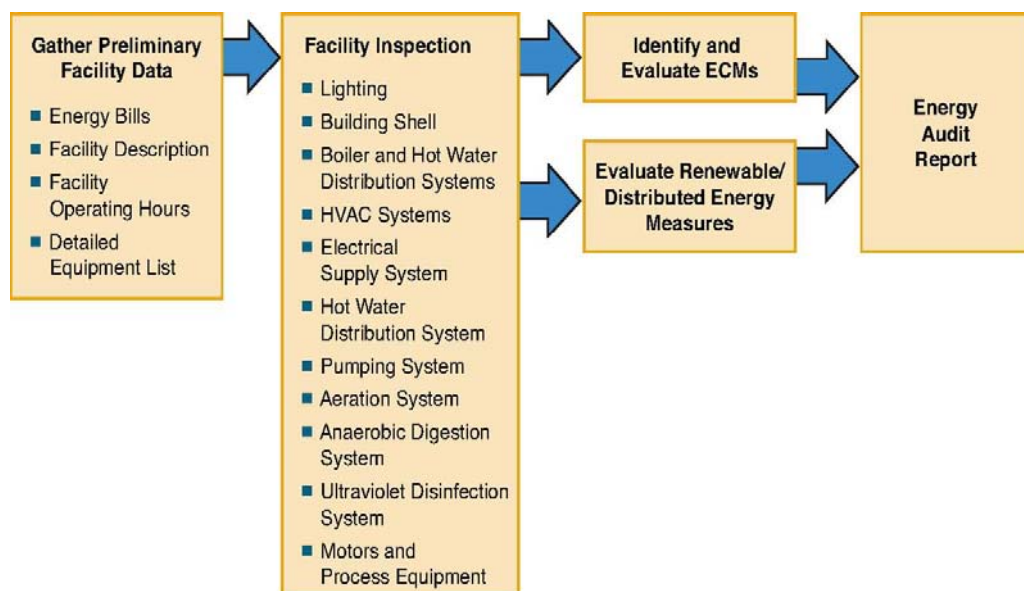 Gather Preliminary
Facility Data
Energy Bills
Facility Description
Facility
Operating Hours
Detailed
Equipment List
Facility Inspection
Lighting
Building Shell
Boiler and Hot Water
Distribution Systems
HVAC Systems
Electrical
Supply System
Hot Water
Distribution System
Pumping System
Aeration System
Anaerobic Digestion
System
Ultraviolet Disinfection
System
Motors and
Process Equipment
Identify and
Evaluate ECMs
Evaluate Renewable/
Distributed Energy
Measures
Energy
Audit
Report